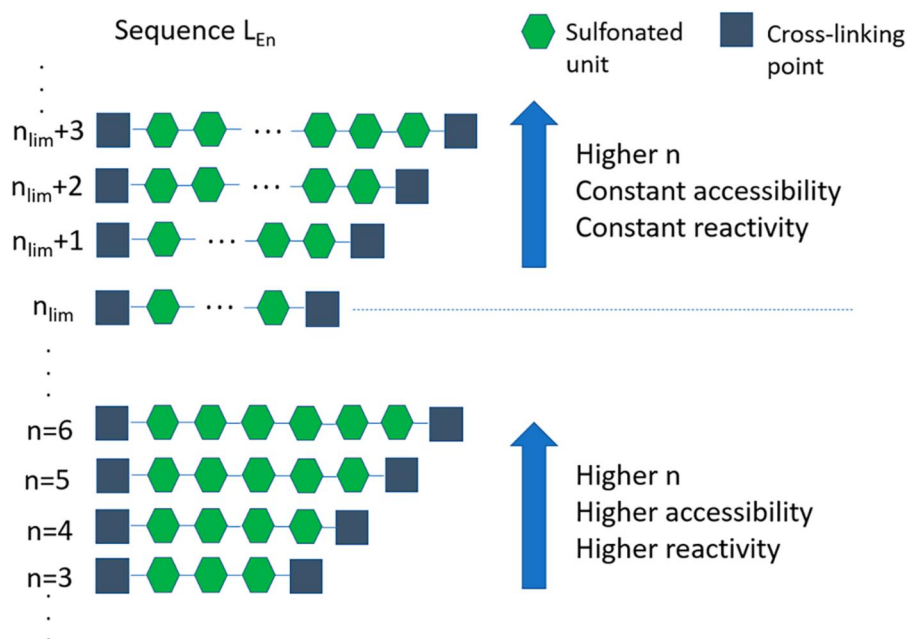 Sequence L_En
Sulfonated
unit
Cross-linking
point
n_lim+3
n_lim+2
n_lim+1
n_lim
Higher n
Constant accessibility
Constant reactivity
n=6
n=5
n=4
n=3
Higher n
Higher accessibility
Higher reactivity